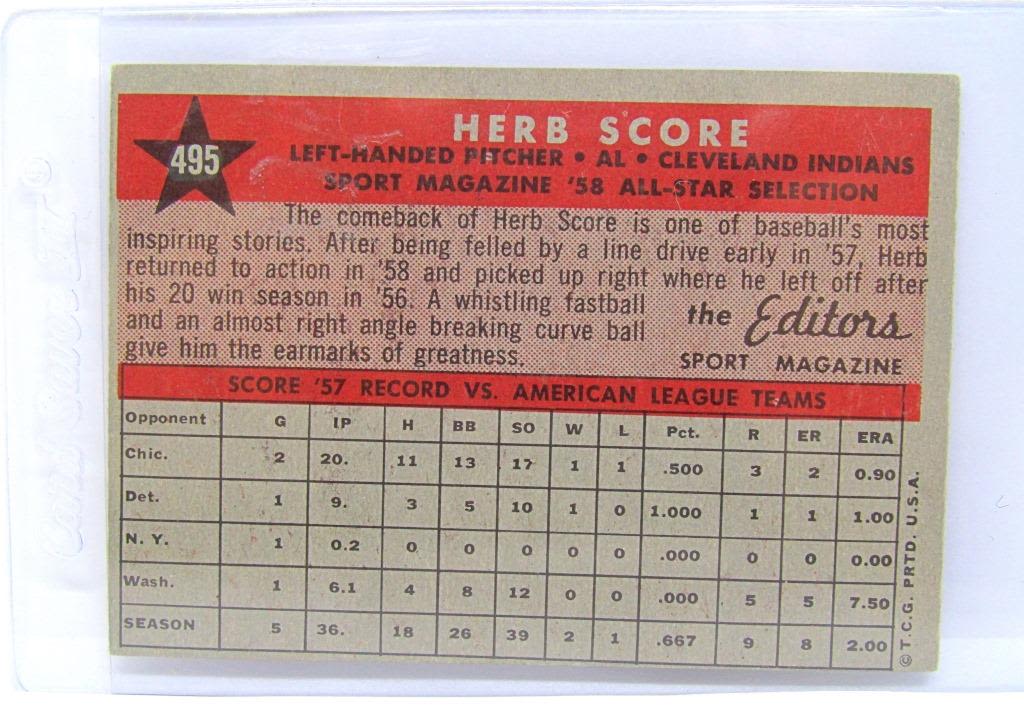 495
HERB SCORE
LEFT-HANDED PITCHER • AL • CLEVELAND INDIANS
SPORT MAGAZINE '58 ALL-STAR SELECTION
The comeback of Herb Score is one of baseball's most
inspiring stories. After being felled by a line drive early in '57, Herb
returned to action in '58 and picked up right where he left off after
his 20 win season in '56. A whistling fastball
and an almost right angle breaking curve ball
give him the earmarks of greatness.
the Editors
SPORT MAGAZINE
SCORE '57 RECORD VS. AMERICAN LEAGUE TEAMS
Opponent G IP H BB SO W L Pct. R ER ERA
Chic. 2 20. 11 13 17 1 1 .500 3 2 0.90
Det. 1 9. 3 5 10 1 0 1.000 1 1 1.00
N. Y. 1 0.2 0 0 0 0 0 .000 0 0 0.00
Wash. 1 6.1 4 8 12 0 0 .000 5 5 7.50
SEASON 5 36. 18 26 39 2 1 .667 9 8 2.00
© T.C.G. PRTD. U.S.A.